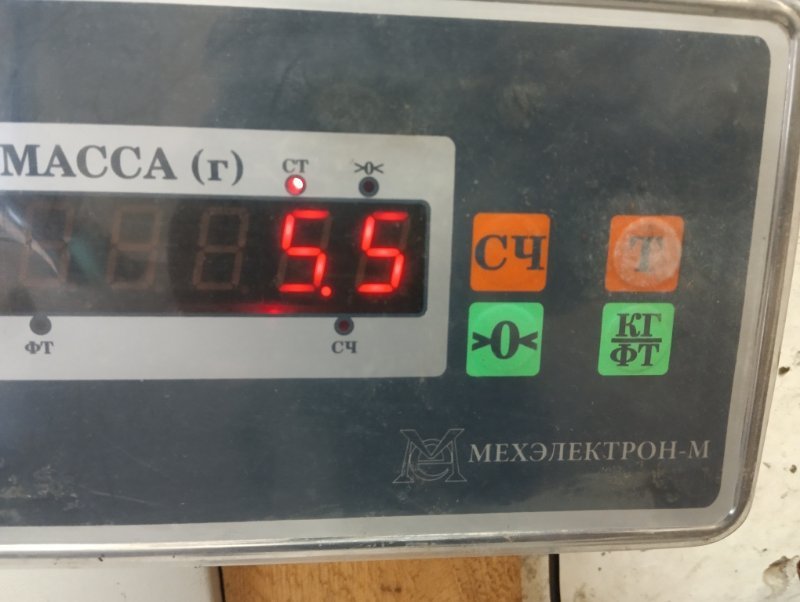 МАССА (г)
СТ >0<
5.5
ФТ СЧ
СЧ Т
>0< КГ
ФТ
МЕХЭЛЕКТРОН-М